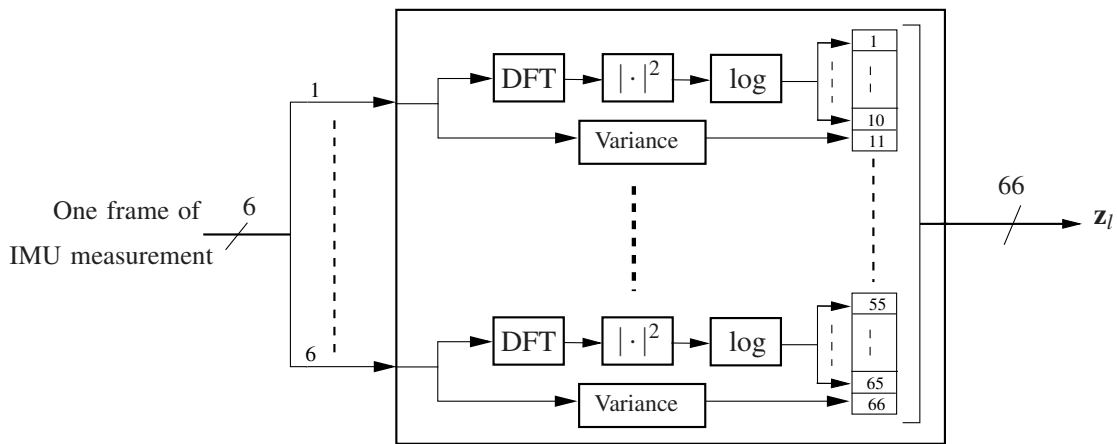 One frame of
IMU measurement
6
1
6
DFT
|·|²
log
Variance
1
10
11
DFT
|·|²
log
Variance
55
65
66
66
z_l